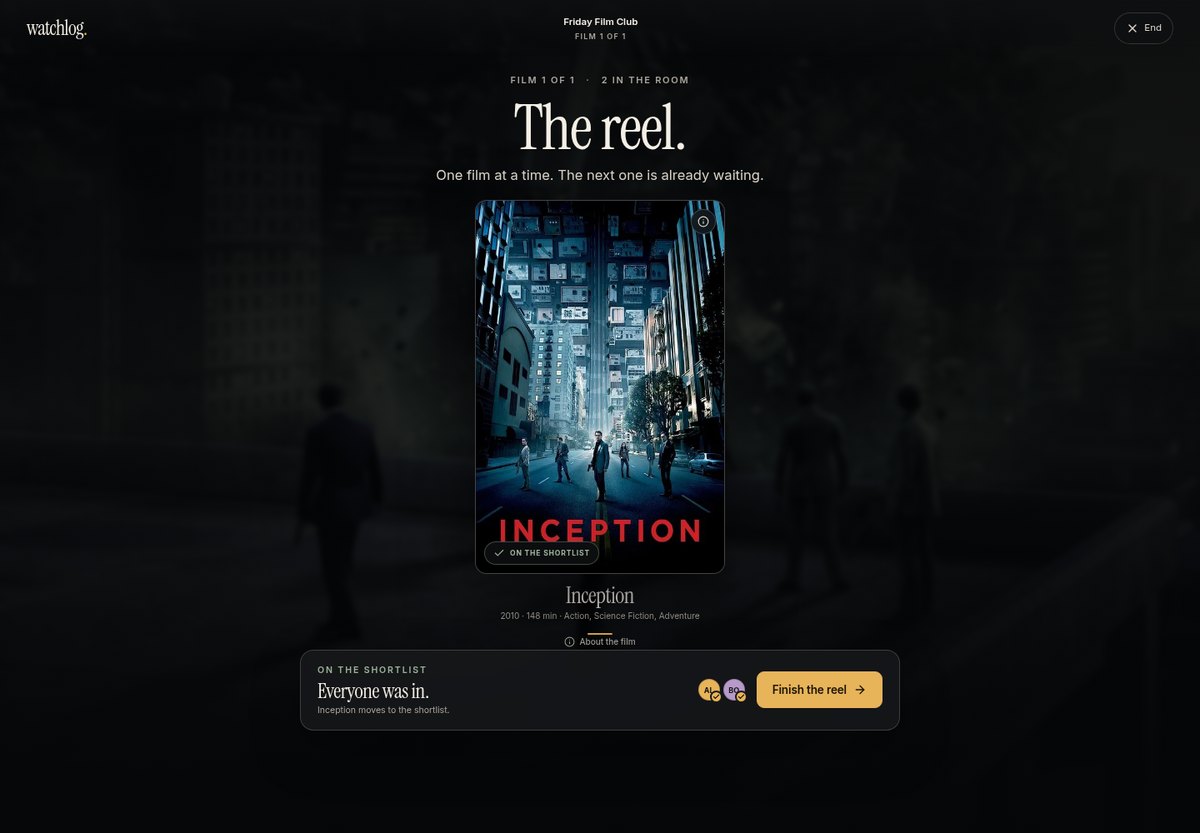 watchlog.
Friday Film Club
FILM 1 OF 1
End
FILM 1 OF 1 · 2 IN THE ROOM
The reel.
One film at a time. The next one is already waiting.
INCEPTION
ON THE SHORTLIST
Inception
2010 · 148 min · Action, Science Fiction, Adventure
About the film
ON THE SHORTLIST
Everyone was in.
Inception moves to the shortlist.
AL
BO
Finish the reel